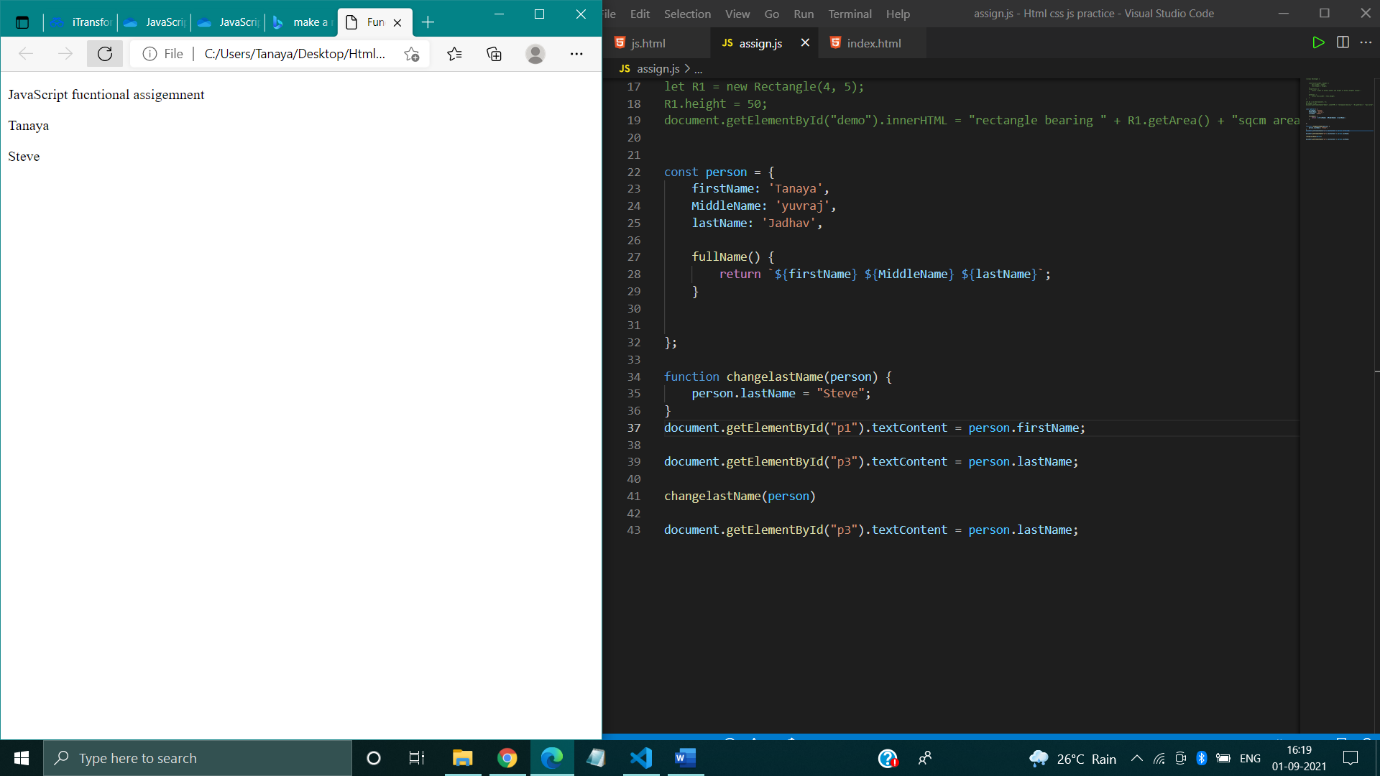 iTransfo
JavaScrip
JavaScrip
make a
Fun
File
C:/Users/Tanaya/Desktop/Html...
JavaScript fucntional assigemnent
Tanaya
Steve
File Edit Selection View Go Run Terminal Help
assign.js - Html css js practice - Visual Studio Code
js.html
JS assign.js
index.html
JS assign.js > ...
17 let R1 = new Rectangle(4, 5);
18 R1.height = 50;
19 document.getElementById("demo").innerHTML = "rectangle bearing " + R1.getArea() + "sqcm area
20
21
22 const person = {
23 firstName: 'Tanaya',
24 MiddleName: 'yuvraj',
25 lastName: 'Jadhav',
26
27 fullName() {
28 return `${firstName} ${MiddleName} ${lastName}`;
29 }
30
31
32 };
33
34 function changelastName(person) {
35 person.lastName = "Steve";
36 }
37 document.getElementById("p1").textContent = person.firstName;
38
39 document.getElementById("p3").textContent = person.lastName;
40
41 changelastName(person)
42
43 document.getElementById("p3").textContent = person.lastName;
Type here to search
26°C Rain
ENG
16:19
01-09-2021